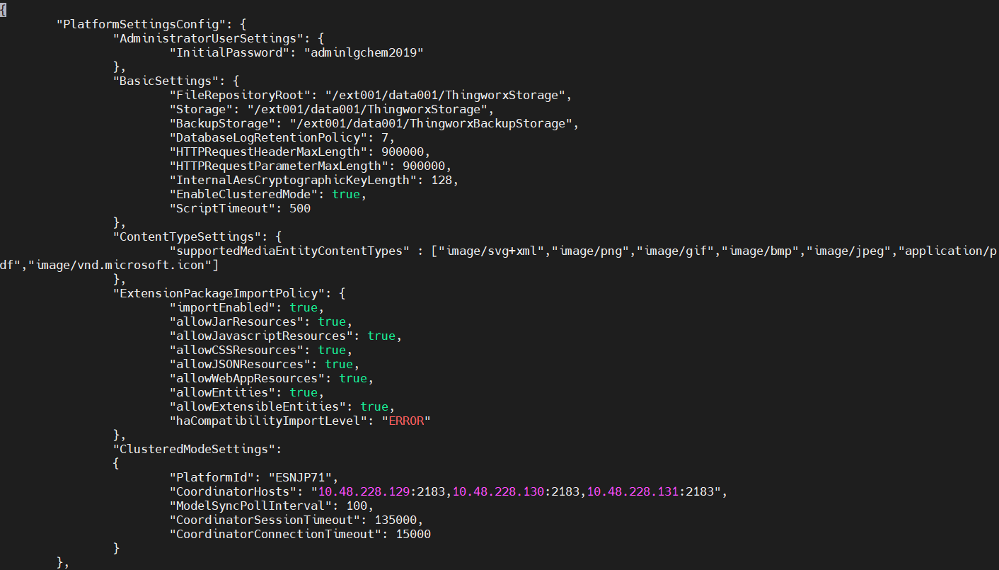 {
"PlatformSettingsConfig": {
"AdministratorUserSettings": {
"InitialPassword": "adminlgchem2019"
},
"BasicSettings": {
"FileRepositoryRoot": "/ext001/data001/ThingworxStorage",
"Storage": "/ext001/data001/ThingworxStorage",
"BackupStorage": "/ext001/data001/ThingworxBackupStorage",
"DatabaseLogRetentionPolicy": 7,
"HTTPRequestHeaderMaxLength": 900000,
"HTTPRequestParameterMaxLength": 900000,
"InternalAesCryptographicKeyLength": 128,
"EnableClusteredMode": true,
"ScriptTimeout": 500
},
"ContentTypeSettings": {
"supportedMediaEntityContentTypes" : ["image/svg+xml","image/png","image/gif","image/bmp","image/jpeg","application/p
df","image/vnd.microsoft.icon"]
},
"ExtensionPackageImportPolicy": {
"importEnabled": true,
"allowJarResources": true,
"allowJavascriptResources": true,
"allowCSSResources": true,
"allowJSONResources": true,
"allowWebAppResources": true,
"allowEntities": true,
"allowExtensibleEntities": true,
"haCompatibilityImportLevel": "ERROR"
},
"ClusteredModeSettings":
{
"PlatformId": "ESNJP71",
"CoordinatorHosts": "10.48.228.129:2183,10.48.228.130:2183,10.48.228.131:2183",
"ModelSyncPollInterval": 100,
"CoordinatorSessionTimeout": 135000,
"CoordinatorConnectionTimeout": 15000
}
},